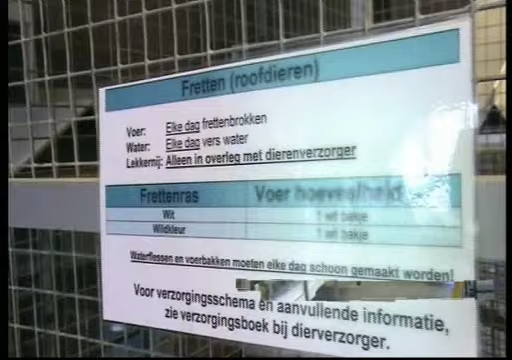 Fretten (roofdieren)
Voer: Elke dag frettenbrokken
Water: Elke dag vers water
Lekkernij: Alleen in overleg met dierenverzorger
Frettenras Voer hoeveelheid
Wit 1 wit bakje
Wildkleur 1 wit bakje
Waterflessen en voerbakken moeten elke dag schoon gemaakt worden!
Voor verzorgingsschema en aanvullende informatie,
zie verzorgingsboek bij dierverzorger.